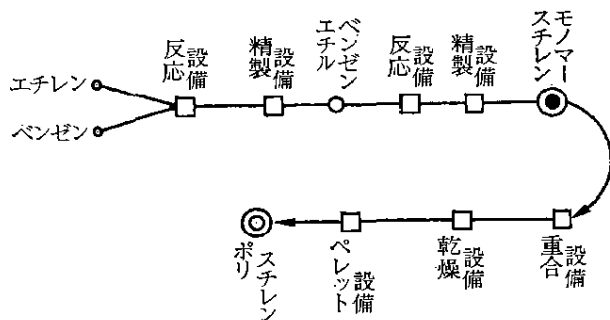 エチレン
ベンゼン
反応
設備
精製
設備
エチル
ベンゼン
反応
設備
精製
設備
スチレン
モノマー
重合
設備
乾燥
設備
ペレット
設備
ポリ
スチレン